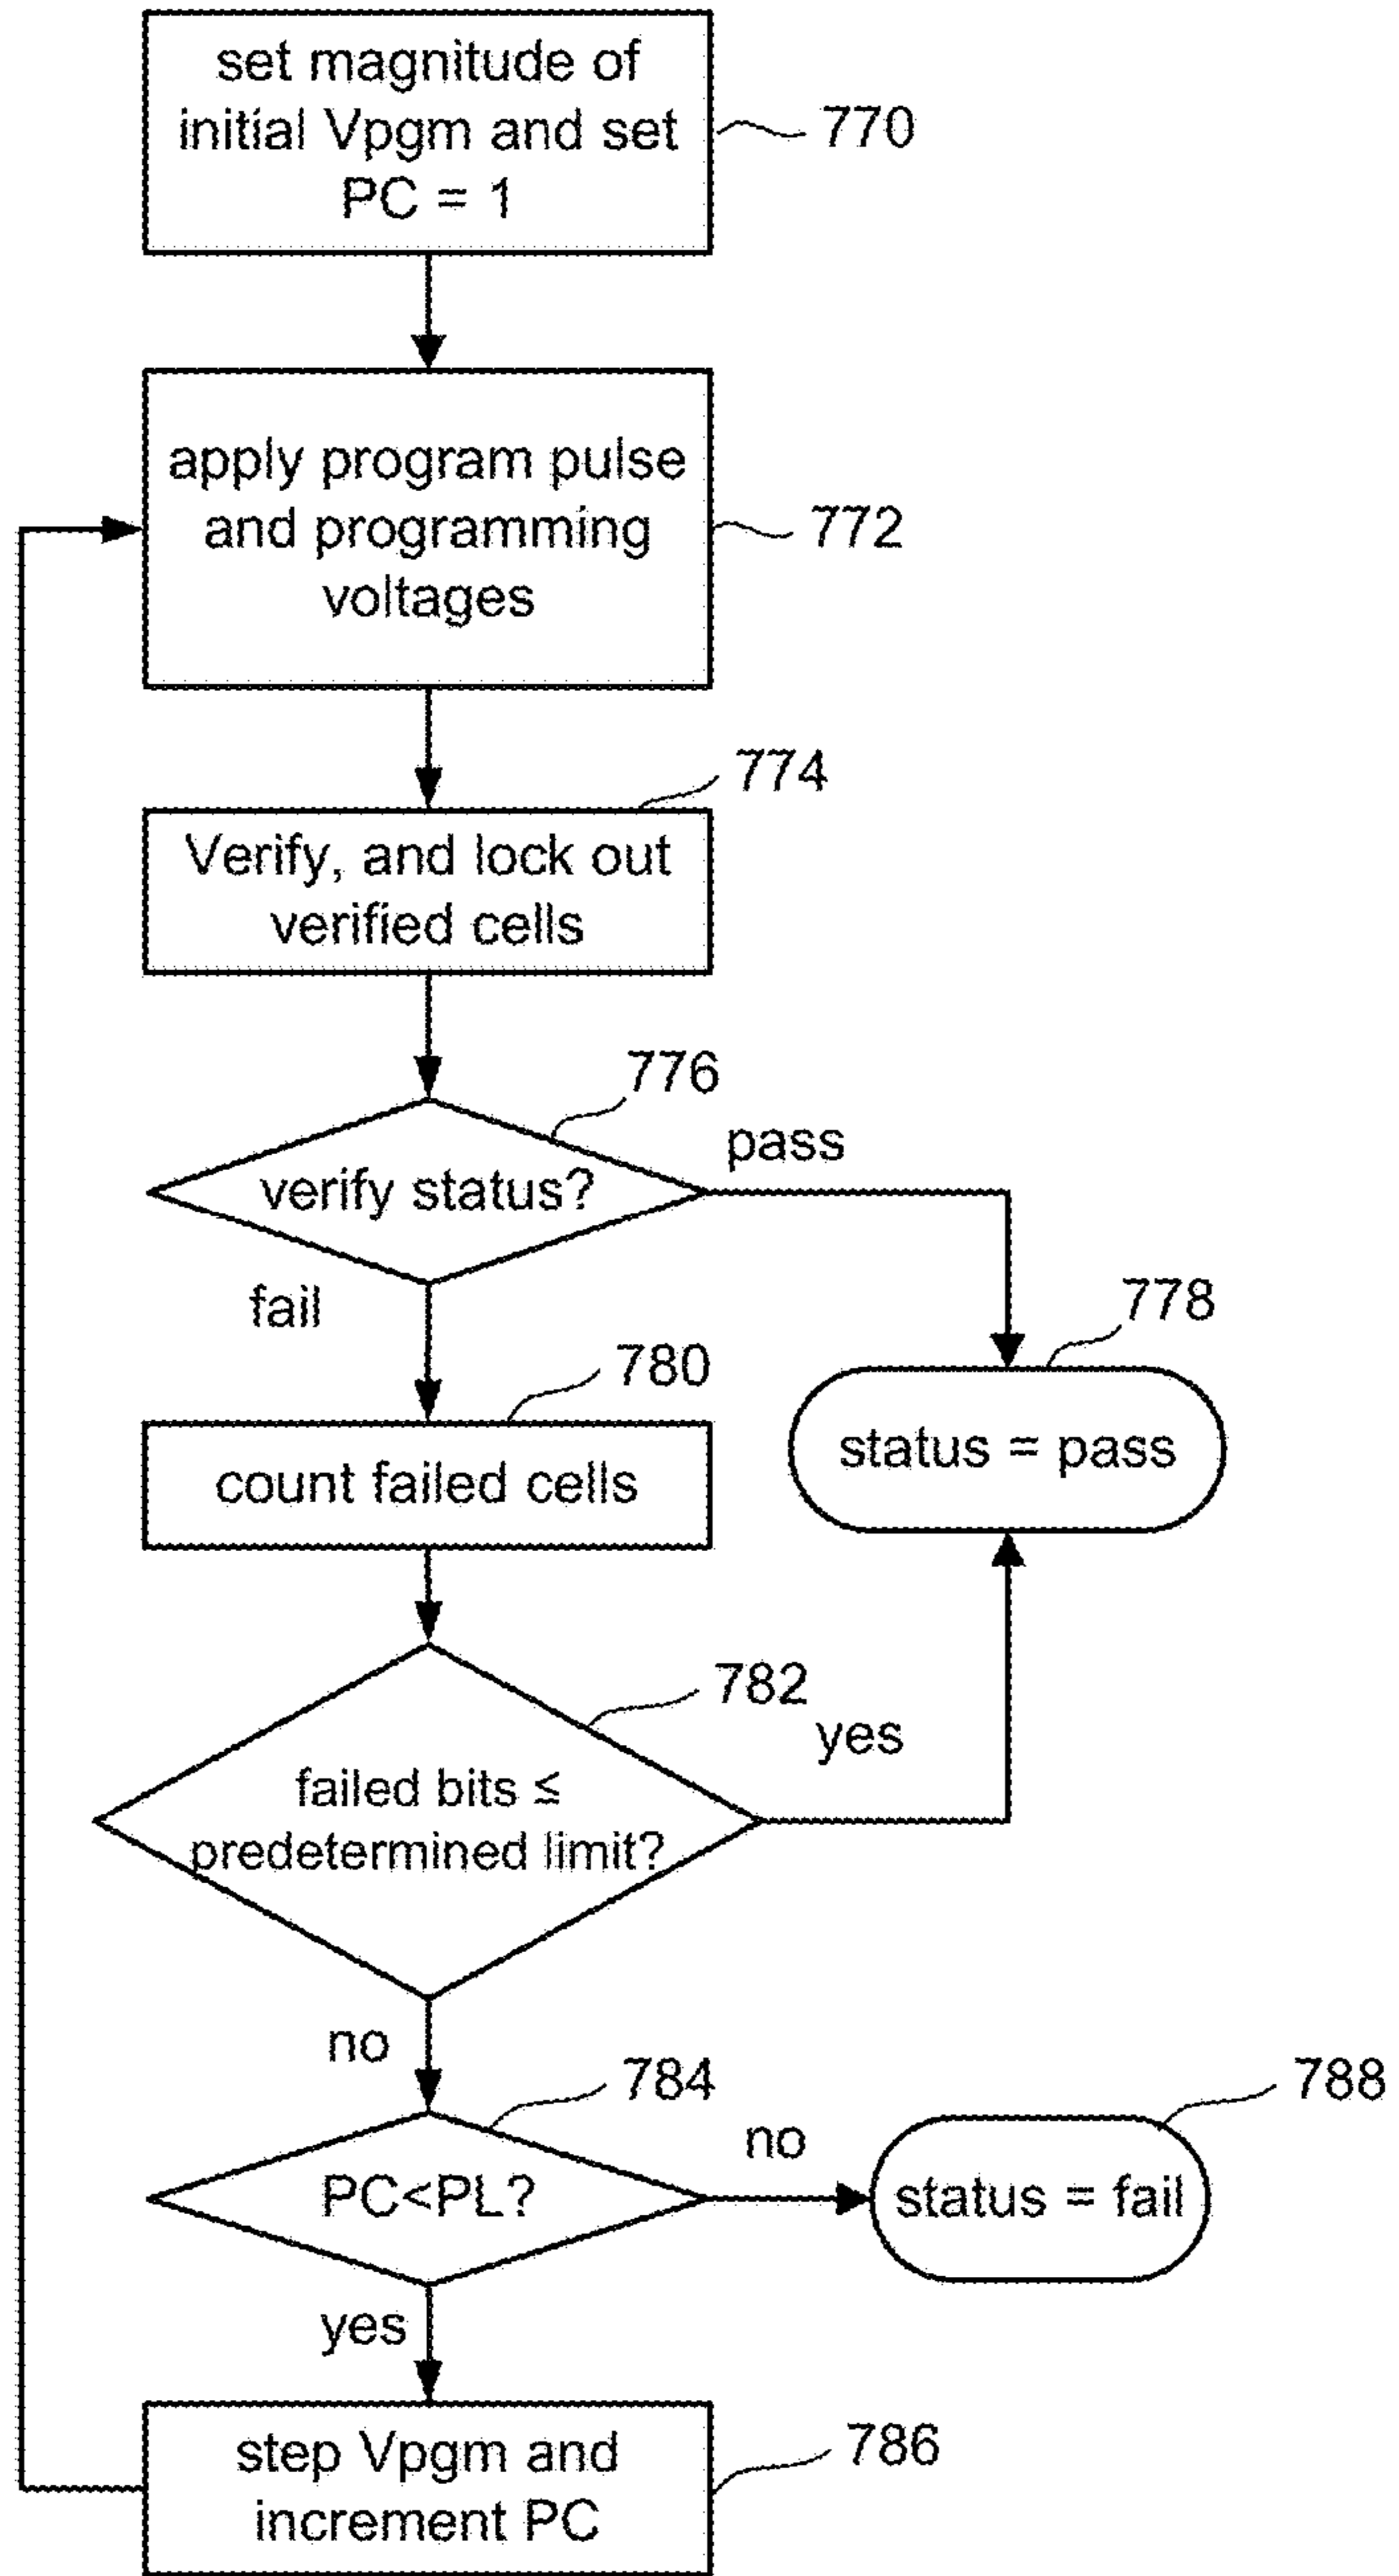 set magnitude of
initial Vpgm and set
PC = 1
770
apply program pulse
and programming
voltages
772
774
Verify, and lock out
verified cells
776
verify status?
pass
fail
778
status = pass
780
count failed cells
782
failed bits ≦
predetermined limit?
yes
no
784
PC<PL?
no
788
status = fail
yes
step Vpgm and
increment PC
786